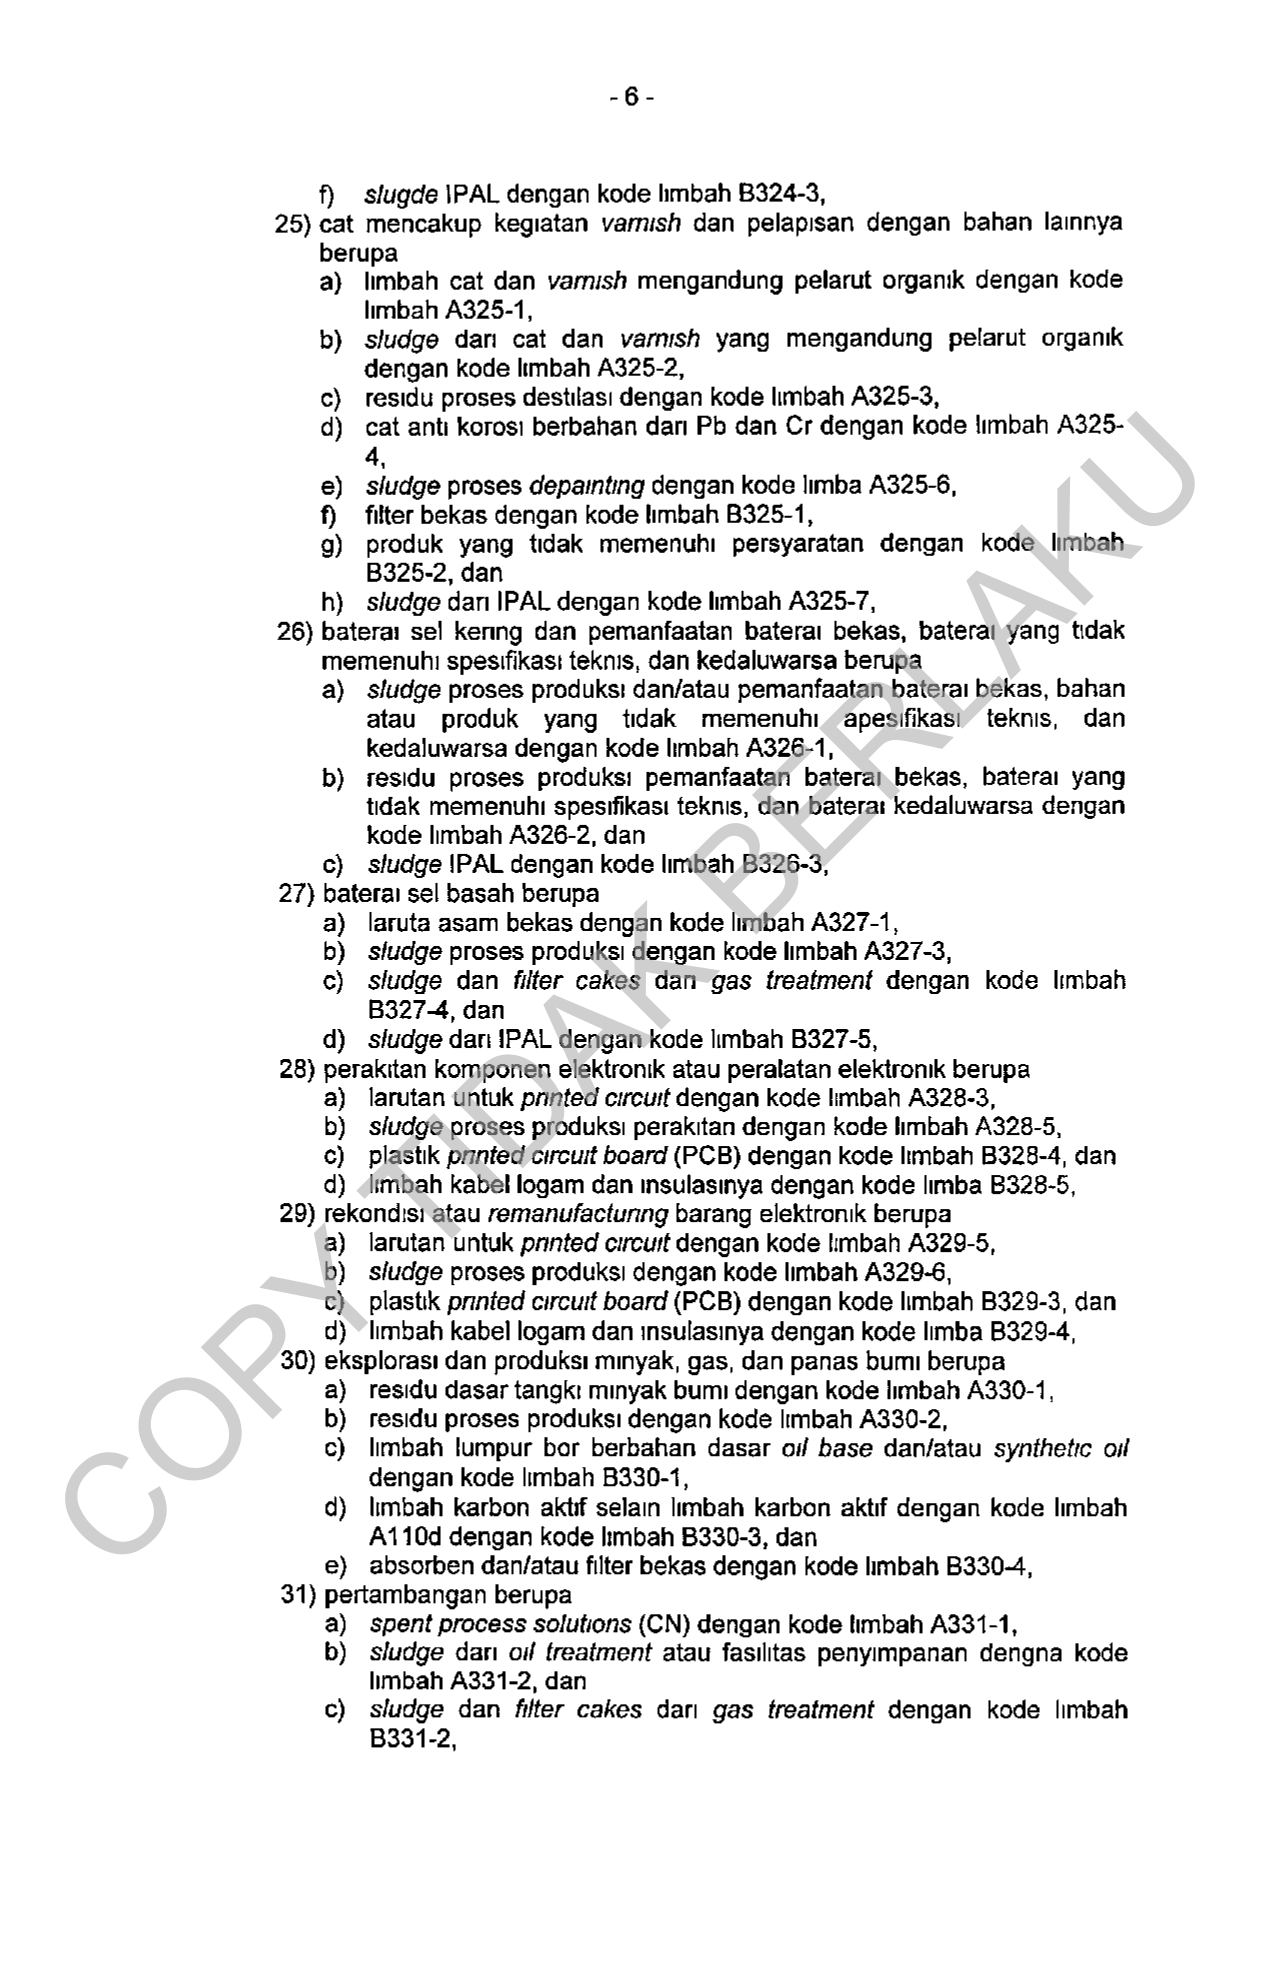 - 6 -
f) slugde IPAL dengan kode limbah B324-3,
25) cat mencakup kegiatan varnish dan pelapisan dengan bahan lainnya
berupa
a) limbah cat dan varnish mengandung pelarut organik dengan kode
limbah A325-1,
b) sludge dari cat dan varnish yang mengandung pelarut organik
dengan kode limbah A325-2,
c) residu proses destilasi dengan kode limbah A325-3,
d) cat anti korosi berbahan dari Pb dan Cr dengan kode limbah A325-
4,
e) sludge proses depainting dengan kode limba A325-6,
f) filter bekas dengan kode limbah B325-1,
g) produk yang tidak memenuhi persyaratan dengan kode limbah
B325-2, dan
h) sludge dari IPAL dengan kode limbah A325-7,
26) baterai sel kering dan pemanfaatan baterai bekas, baterai yang tidak
memenuhi spesifikasi teknis, dan kedaluwarsa berupa
a) sludge proses produksi dan/atau pemanfaatan baterai bekas, bahan
atau produk yang tidak memenuhi apesifikasi teknis, dan
kedaluwarsa dengan kode limbah A326-1,
b) residu proses produksi pemanfaatan baterai bekas, baterai yang
tidak memenuhi spesifikasi teknis, dan baterai kedaluwarsa dengan
kode limbah A326-2, dan
c) sludge IPAL dengan kode limbah B326-3,
27) baterai sel basah berupa
a) laruta asam bekas dengan kode limbah A327-1,
b) sludge proses produksi dengan kode limbah A327-3,
c) sludge dan filter cakes dari gas treatment dengan kode limbah
B327-4, dan
d) sludge dari IPAL dengan kode limbah B327-5,
28) perakitan komponen elektronik atau peralatan elektronik berupa
a) larutan untuk printed circuit dengan kode limbah A328-3,
b) sludge proses produksi perakitan dengan kode limbah A328-5,
c) plastik printed circuit board (PCB) dengan kode limbah B328-4, dan
d) limbah kabel logam dan insulasinya dengan kode limba B328-5,
29) rekondisi atau remanufacturing barang elektronik berupa
a) larutan untuk printed circuit dengan kode limbah A329-5,
b) sludge proses produksi dengan kode limbah A329-6,
c) plastik printed circuit board (PCB) dengan kode limbah B329-3, dan
d) limbah kabel logam dan insulasinya dengan kode limba B329-4,
30) eksplorasi dan produksi minyak, gas, dan panas bumi berupa
a) residu dasar tangki minyak bumi dengan kode limbah A330-1,
b) residu proses produksi dengan kode limbah A330-2,
c) limbah lumpur bor berbahan dasar oil base dan/atau synthetic oil
dengan kode limbah B330-1,
d) limbah karbon aktif selain limbah karbon aktif dengan kode limbah
A110d dengan kode limbah B330-3, dan
e) absorben dan/atau filter bekas dengan kode limbah B330-4,
31) pertambangan berupa
a) spent process solutions (CN) dengan kode limbah A331-1,
b) sludge dari oil treatment atau fasilitas penyimpanan dengna kode
limbah A331-2, dan
c) sludge dan filter cakes dari gas treatment dengan kode limbah
B331-2,
COPY TIDAK BERLAKU